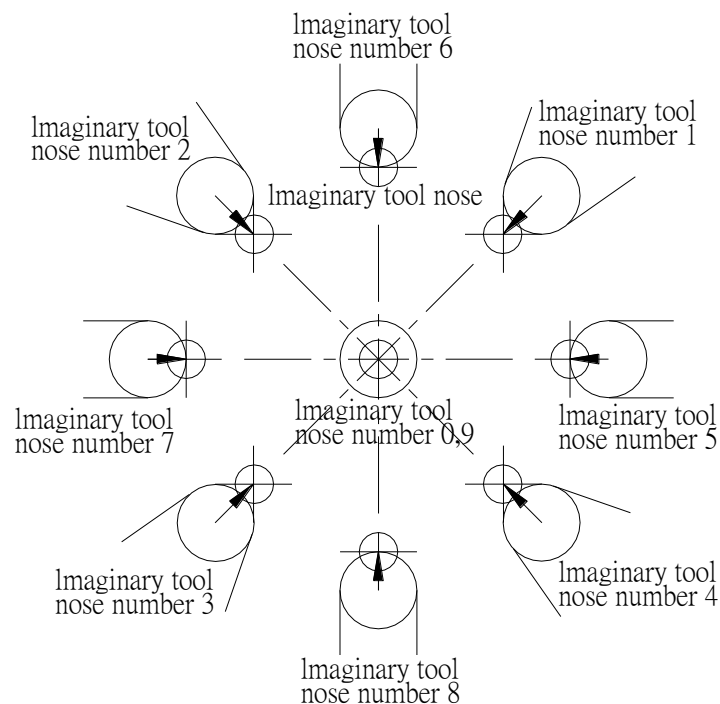 lmaginary tool
nose number 6
lmaginary tool
nose number 2
lmaginary tool
nose number 1
lmaginary tool nose
lmaginary tool
nose number 7
lmaginary tool
nose number 0,9
lmaginary tool
nose number 5
lmaginary tool
nose number 3
lmaginary tool
nose number 4
lmaginary tool
nose number 8